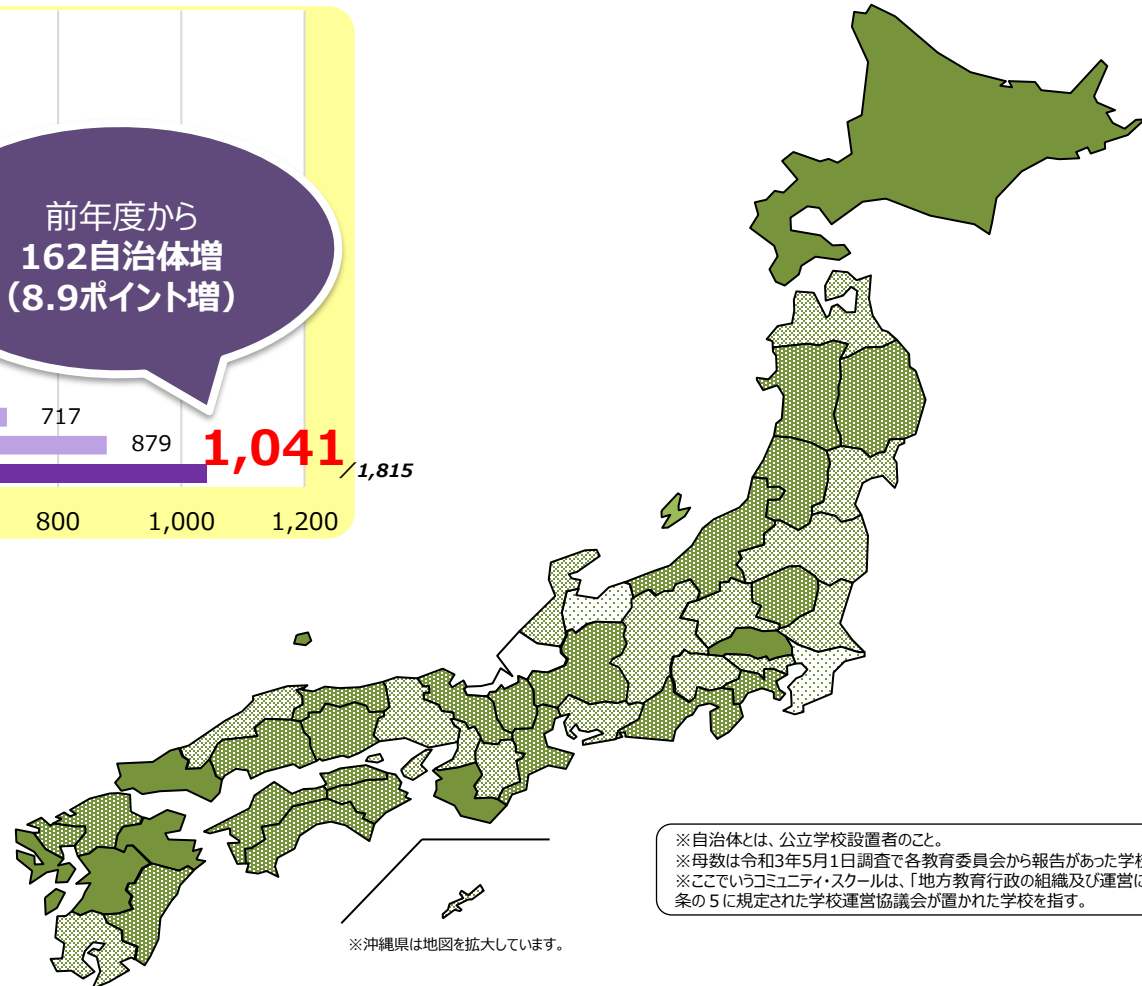 前年度から
162自治体増
（8.9ポイント増）
717
879
1,041
／1,815
800 1,000 1,200
※自治体とは、公立学校設置者のこと。
※母数は令和3年5月1日調査で各教育委員会から報告があった学校
※ここでいうコミュニティ・スクールは、「地方教育行政の組織及び運営に
条の５に規定された学校運営協議会が置かれた学校を指す。
※沖縄県は地図を拡大しています。